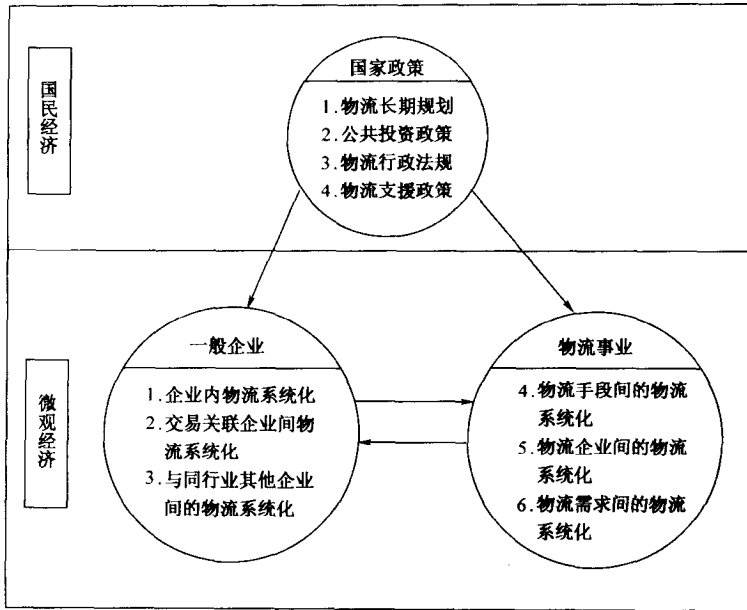 国民经济
国家政策
1.物流长期规划
2.公共投资政策
3.物流行政法规
4.物流支援政策
微观经济
一般企业
1.企业内物流系统化
2.交易关联企业间物
流系统化
3.与同行业其他企业
间的物流系统化
物流事业
4.物流手段间的物流
系统化
5.物流企业间的物流
系统化
6.物流需求间的物流
系统化